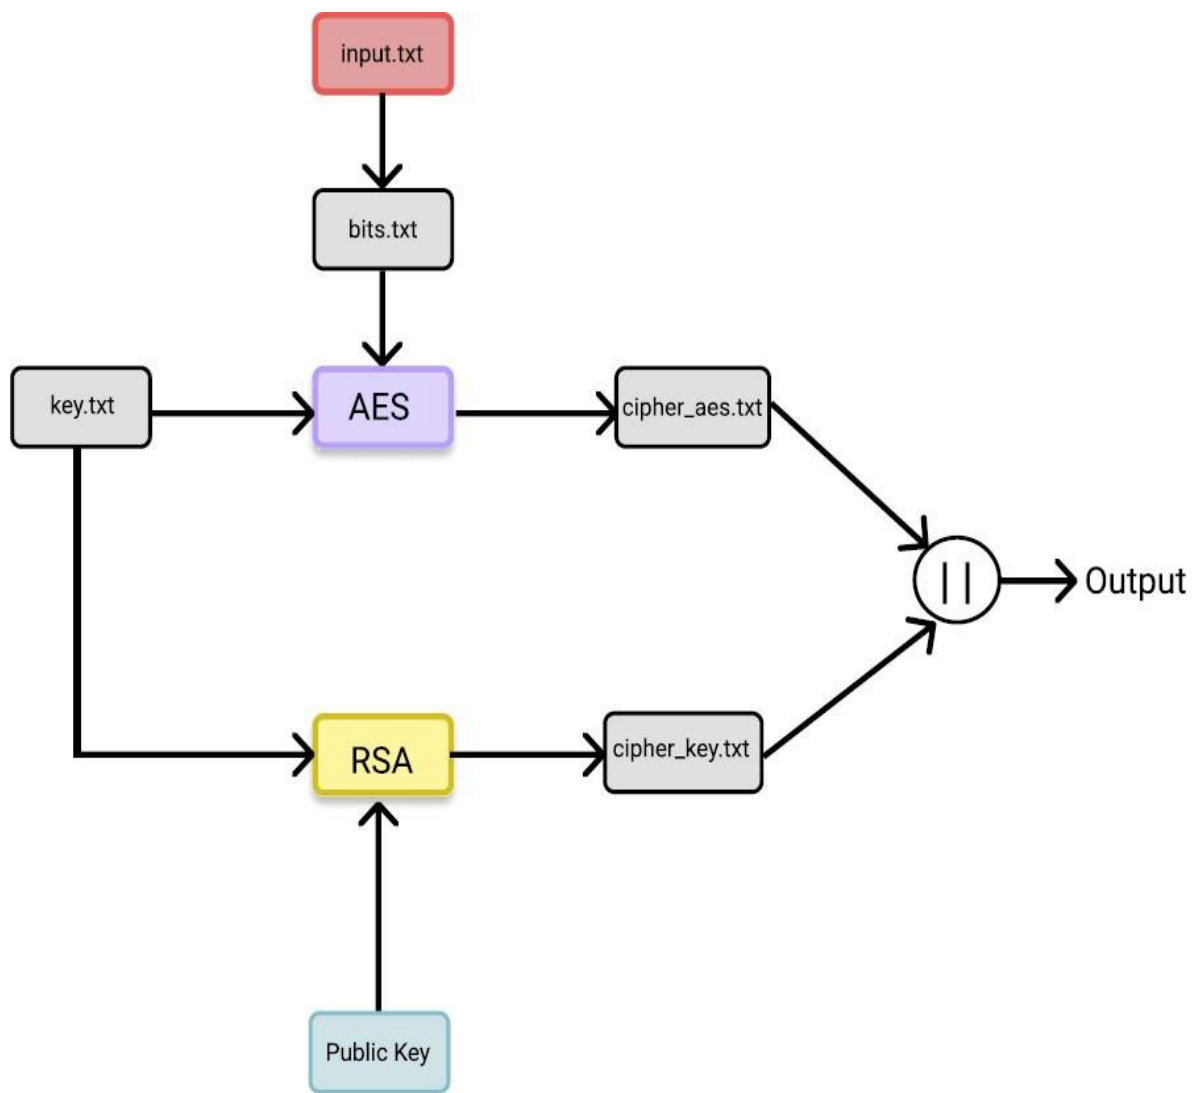 input.txt
bits.txt
key.txt
AES
cipher_aes.txt
||
Output
RSA
cipher_key.txt
Public Key